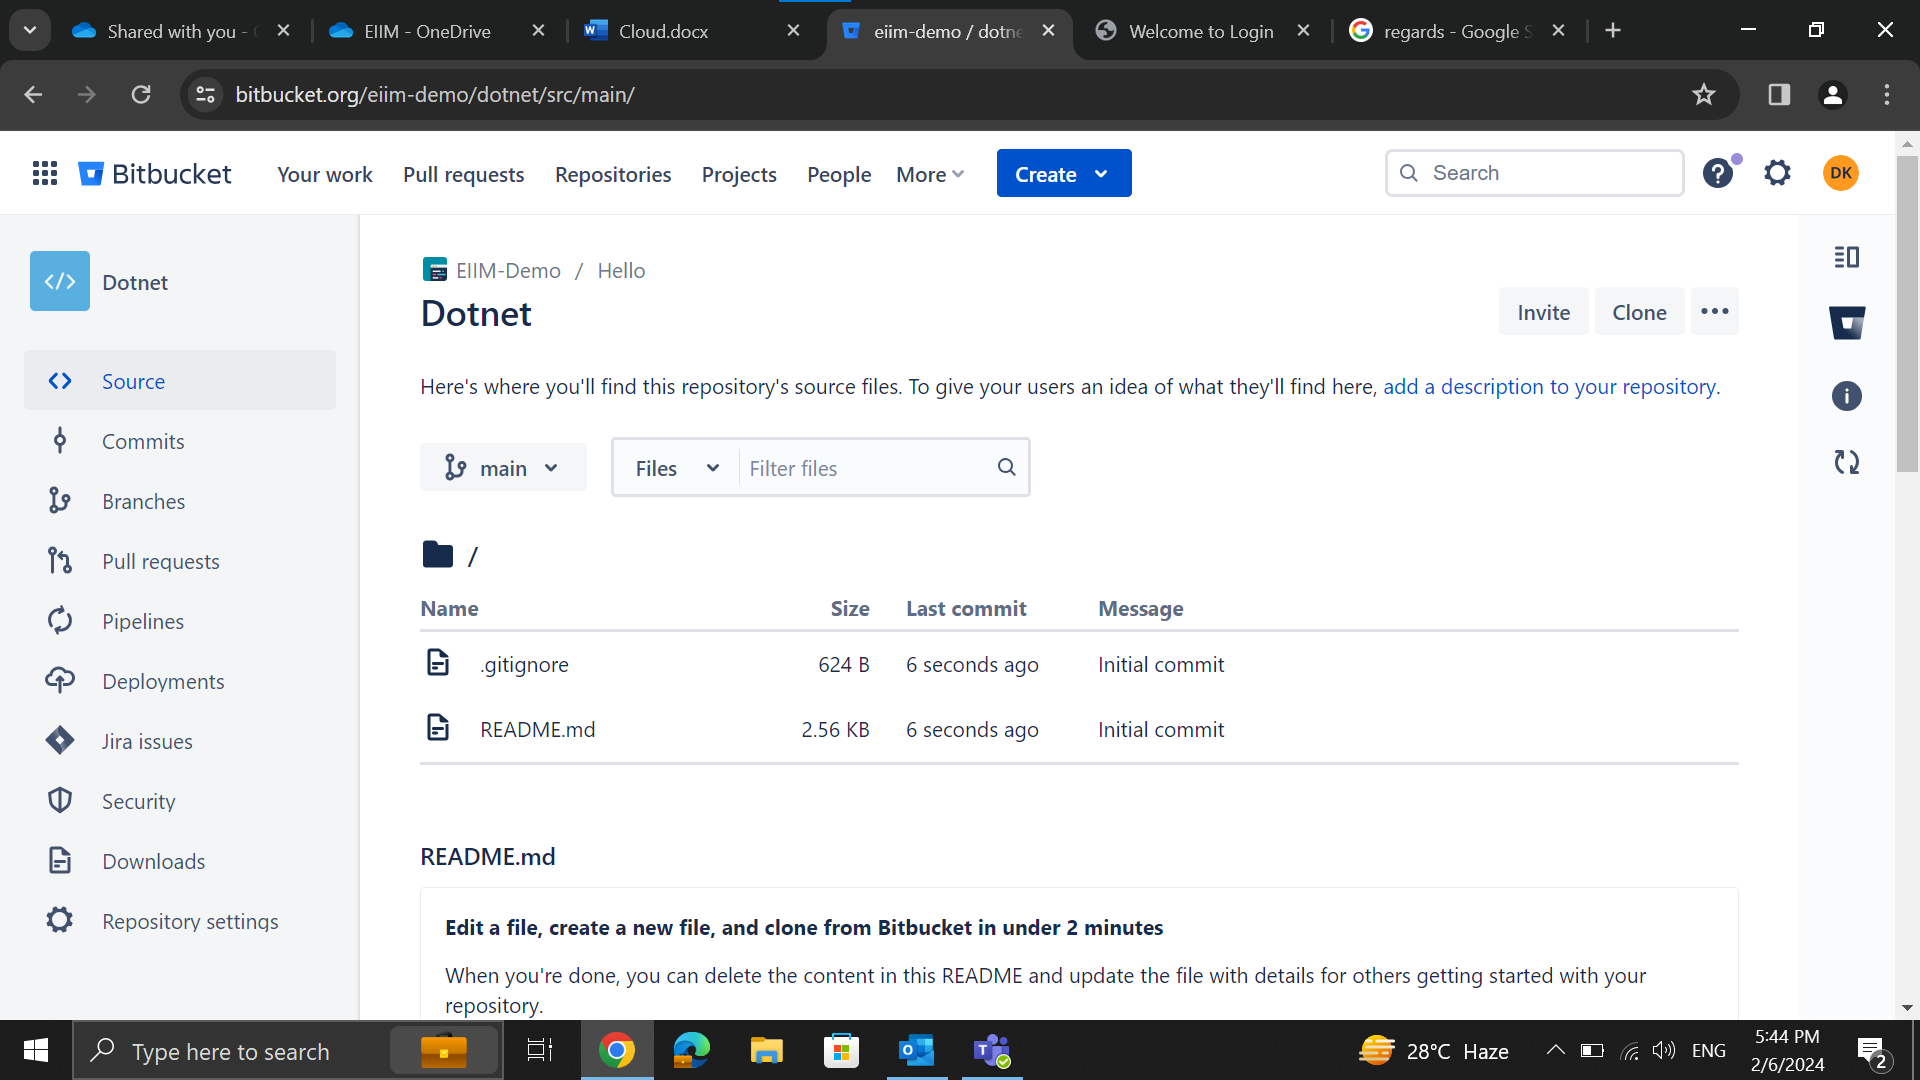 Shared with you -
EIIM - OneDrive
Cloud.docx
eiim-demo / dotne
Welcome to Login
regards - Google S
bitbucket.org/eiim-demo/dotnet/src/main/
Bitbucket
Your work
Pull requests
Repositories
Projects
People
More
Create
Search
DK
Dotnet
Source
Commits
Branches
Pull requests
Pipelines
Deployments
Jira issues
Security
Downloads
Repository settings
EIIM-Demo / Hello
Dotnet
Invite
Clone
Here's where you'll find this repository's source files. To give your users an idea of what they'll find here, add a description to your repository.
main
Files
Filter files
/
Name Size Last commit Message
.gitignore 624 B 6 seconds ago Initial commit
README.md 2.56 KB 6 seconds ago Initial commit
README.md
Edit a file, create a new file, and clone from Bitbucket in under 2 minutes
When you're done, you can delete the content in this README and update the file with details for others getting started with your
repository.
Type here to search
28°C Haze
ENG
5:44 PM
2/6/2024
2